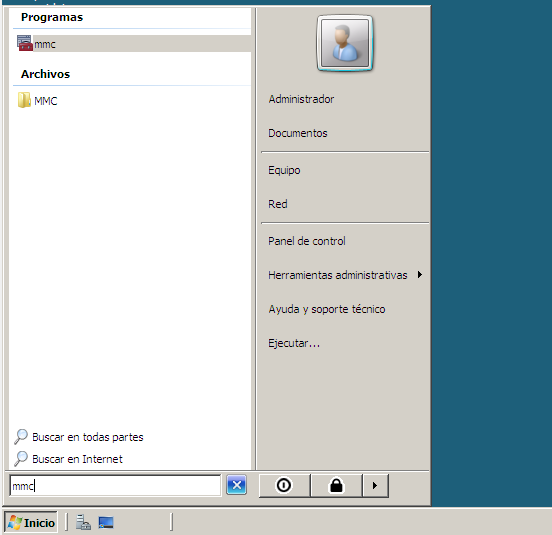 Programas
mmc
Archivos
MMC
Buscar en todas partes
Buscar en Internet
mmc
Administrador
Documentos
Equipo
Red
Panel de control
Herramientas administrativas
Ayuda y soporte técnico
Ejecutar...
Inicio